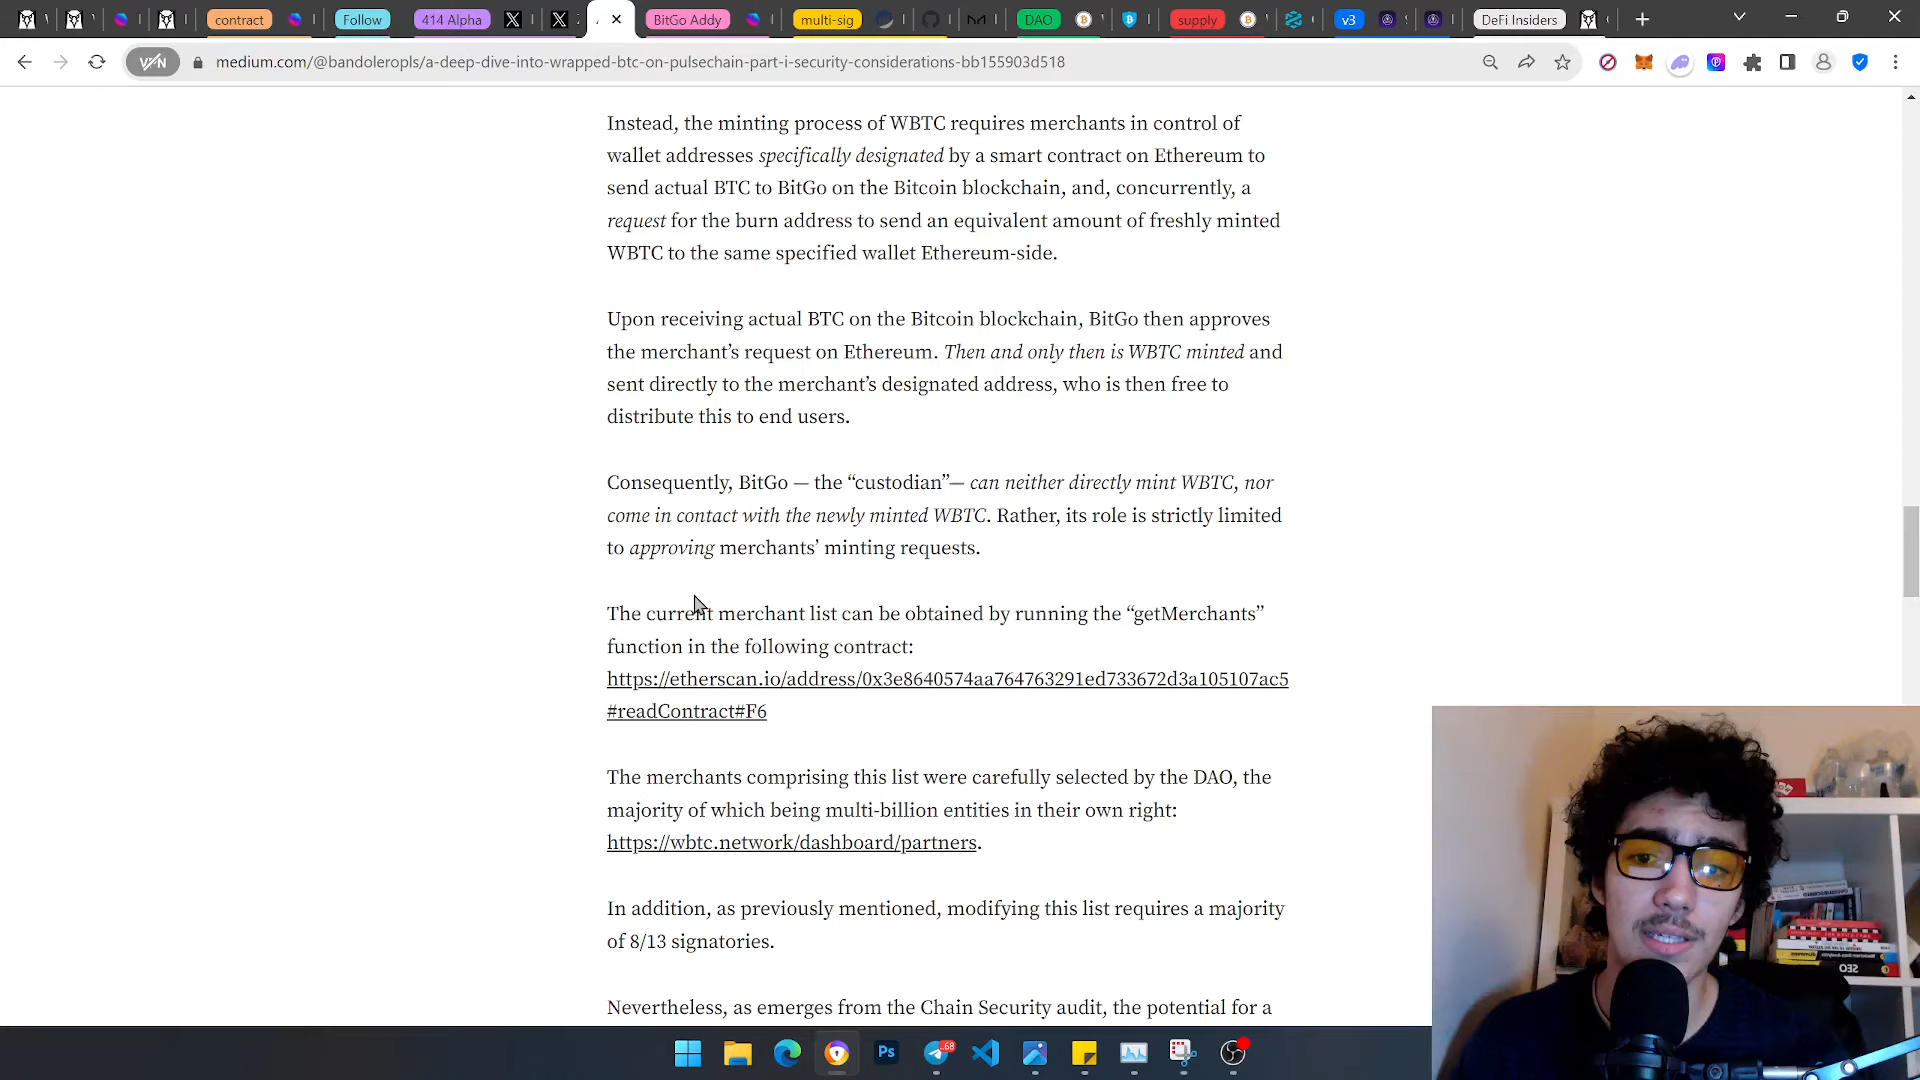 contract
Follow
414 Alpha
BitGo Addy
multi-sig
DAO
supply
v3
DeFi Insiders
VPN
medium.com/@bandoleropls/a-deep-dive-into-wrapped-btc-on-pulsechain-part-i-security-considerations-bb155903d518
Instead, the minting process of WBTC requires merchants in control of
wallet addresses specifically designated by a smart contract on Ethereum to
send actual BTC to BitGo on the Bitcoin blockchain, and, concurrently, a
request for the burn address to send an equivalent amount of freshly minted
WBTC to the same specified wallet Ethereum-side.
Upon receiving actual BTC on the Bitcoin blockchain, BitGo then approves
the merchant’s request on Ethereum. Then and only then is WBTC minted and
sent directly to the merchant’s designated address, who is then free to
distribute this to end users.
Consequently, BitGo — the “custodian”— can neither directly mint WBTC, nor
come in contact with the newly minted WBTC. Rather, its role is strictly limited
to approving merchants’ minting requests.
The current merchant list can be obtained by running the “getMerchants”
function in the following contract:
https://etherscan.io/address/0x3e8640574aa764763291ed733672d3a105107ac5
#readContract#F6
The merchants comprising this list were carefully selected by the DAO, the
majority of which being multi-billion entities in their own right:
https://wbtc.network/dashboard/partners.
In addition, as previously mentioned, modifying this list requires a majority
of 8/13 signatories.
Nevertheless, as emerges from the Chain Security audit, the potential for a
Ps
68
SEO